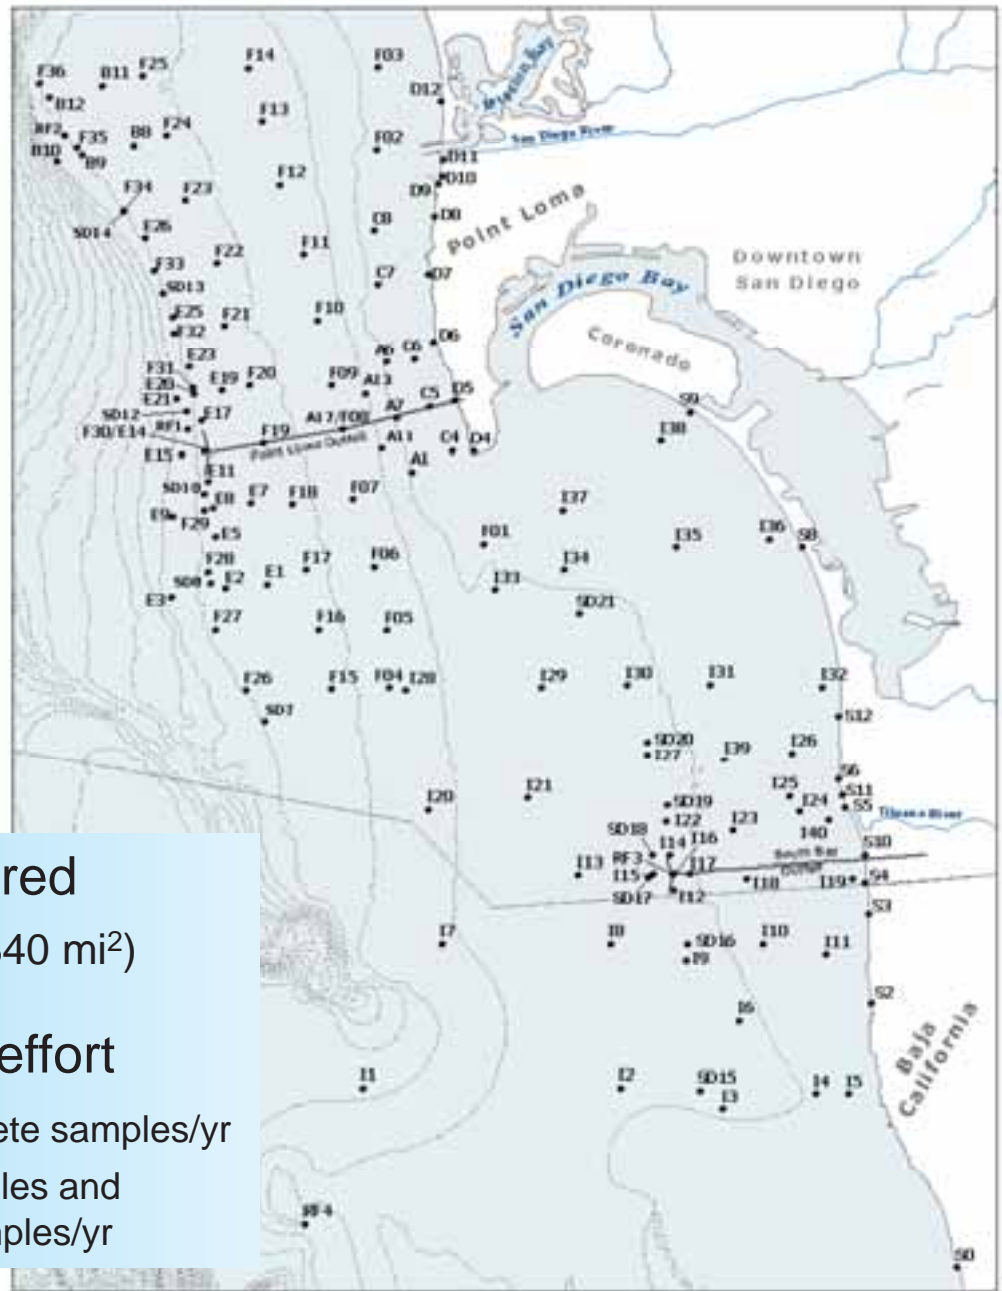 F14
F03
F36
B11
F25
B12
D12
Mission Bay
F13
RF2
F35
B8
F24
F02
San Diego River
B10
B9
D11
D10
F12
D9
F34
F23
Point Loma
D8
SD14
E26
C8
F11
F22
Downtown
San Diego
F33
C7
D7
San Diego Bay
SD13
E25
F21
F10
F32
Coronado
A6
C6
D6
E23
F31
E20
E19
F20
F09
A13
E21
C5
D5
SD12
E17
A7
S9
RF1
A17/F08
F30/E14
F19
Point Loma Outfall
I38
E15
A11
C4
D4
E11
A1
SD10
E8
E7
F18
F07
I37
E9
F29
E5
F01
I35
I36
S8
F28
F17
F06
I34
SD8
E2
E1
I33
E3
SD21
F27
F16
F05
F26
F15
F04
I28
I29
I30
I31
I32
SD7
S12
SD20
I27
I39
I26
S6
I20
I21
I25
S11
SD19
I24
S5
Tijuana River
I22
I23
I40
SD18
I16
I14
South Bay
Outfall
S10
RF3
I13
I15
I17
I18
I19
S4
SD17
I12
S3
I7
I8
SD16
I9
I10
I11
I6
S2
Baja
California
I1
I2
SD15
I3
I4
I5
RF4
S0
red
40 mi²)
effort
ete samples/yr
les and
ples/yr